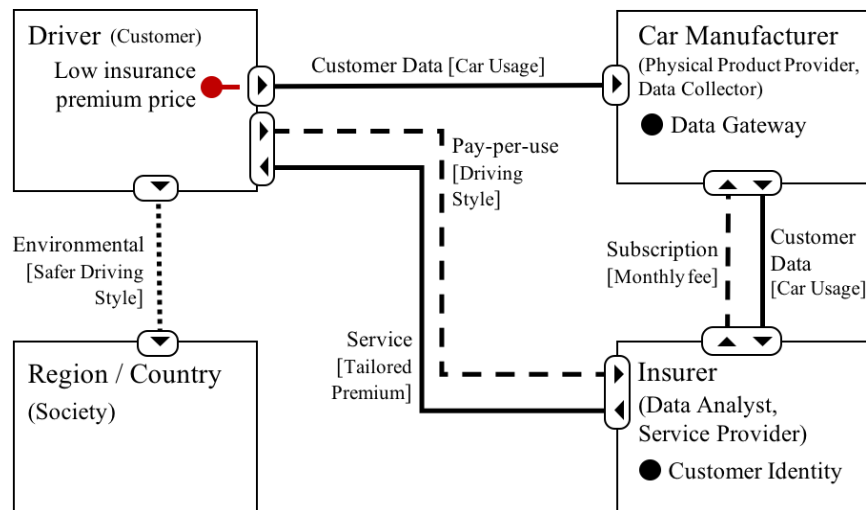 Driver (Customer)
Low insurance
premium price
Customer Data [Car Usage]
Car Manufacturer
(Physical Product Provider,
Data Collector)
Data Gateway
Pay-per-use
[Driving
Style]
Environmental
[Safer Driving
Style]
Subscription
[Monthly fee]
Customer
Data
[Car Usage]
Service
[Tailored
Premium]
Region / Country
(Society)
Insurer
(Data Analyst,
Service Provider)
Customer Identity